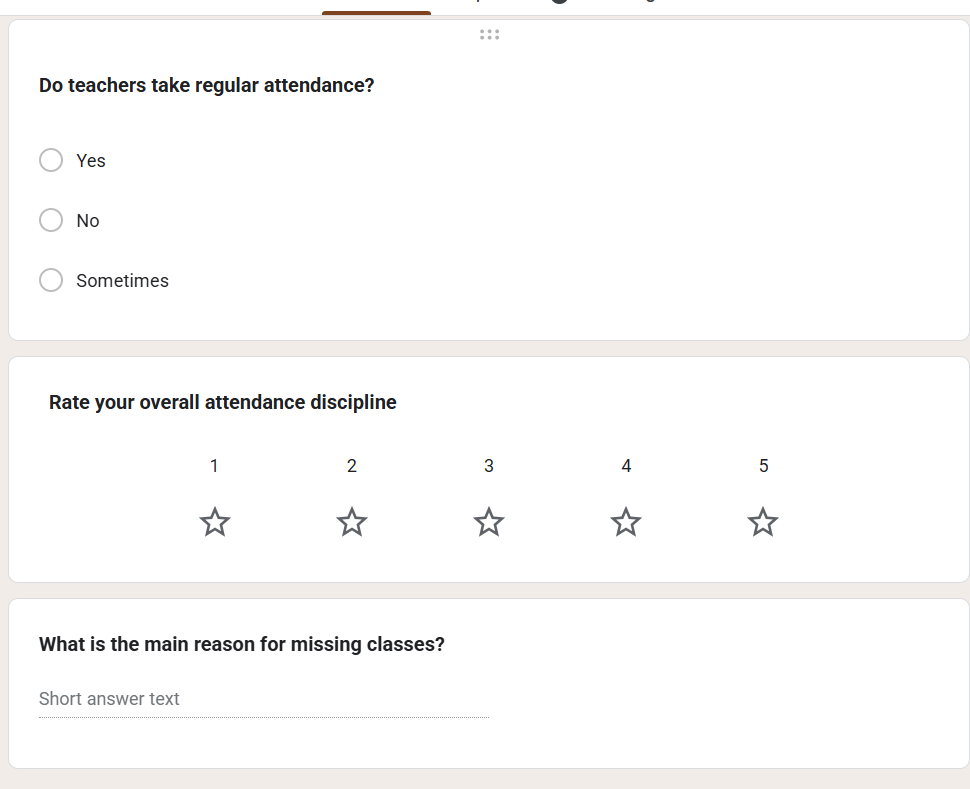 Do teachers take regular attendance?
Yes
No
Sometimes
Rate your overall attendance discipline
1 2 3 4 5
What is the main reason for missing classes?
Short answer text